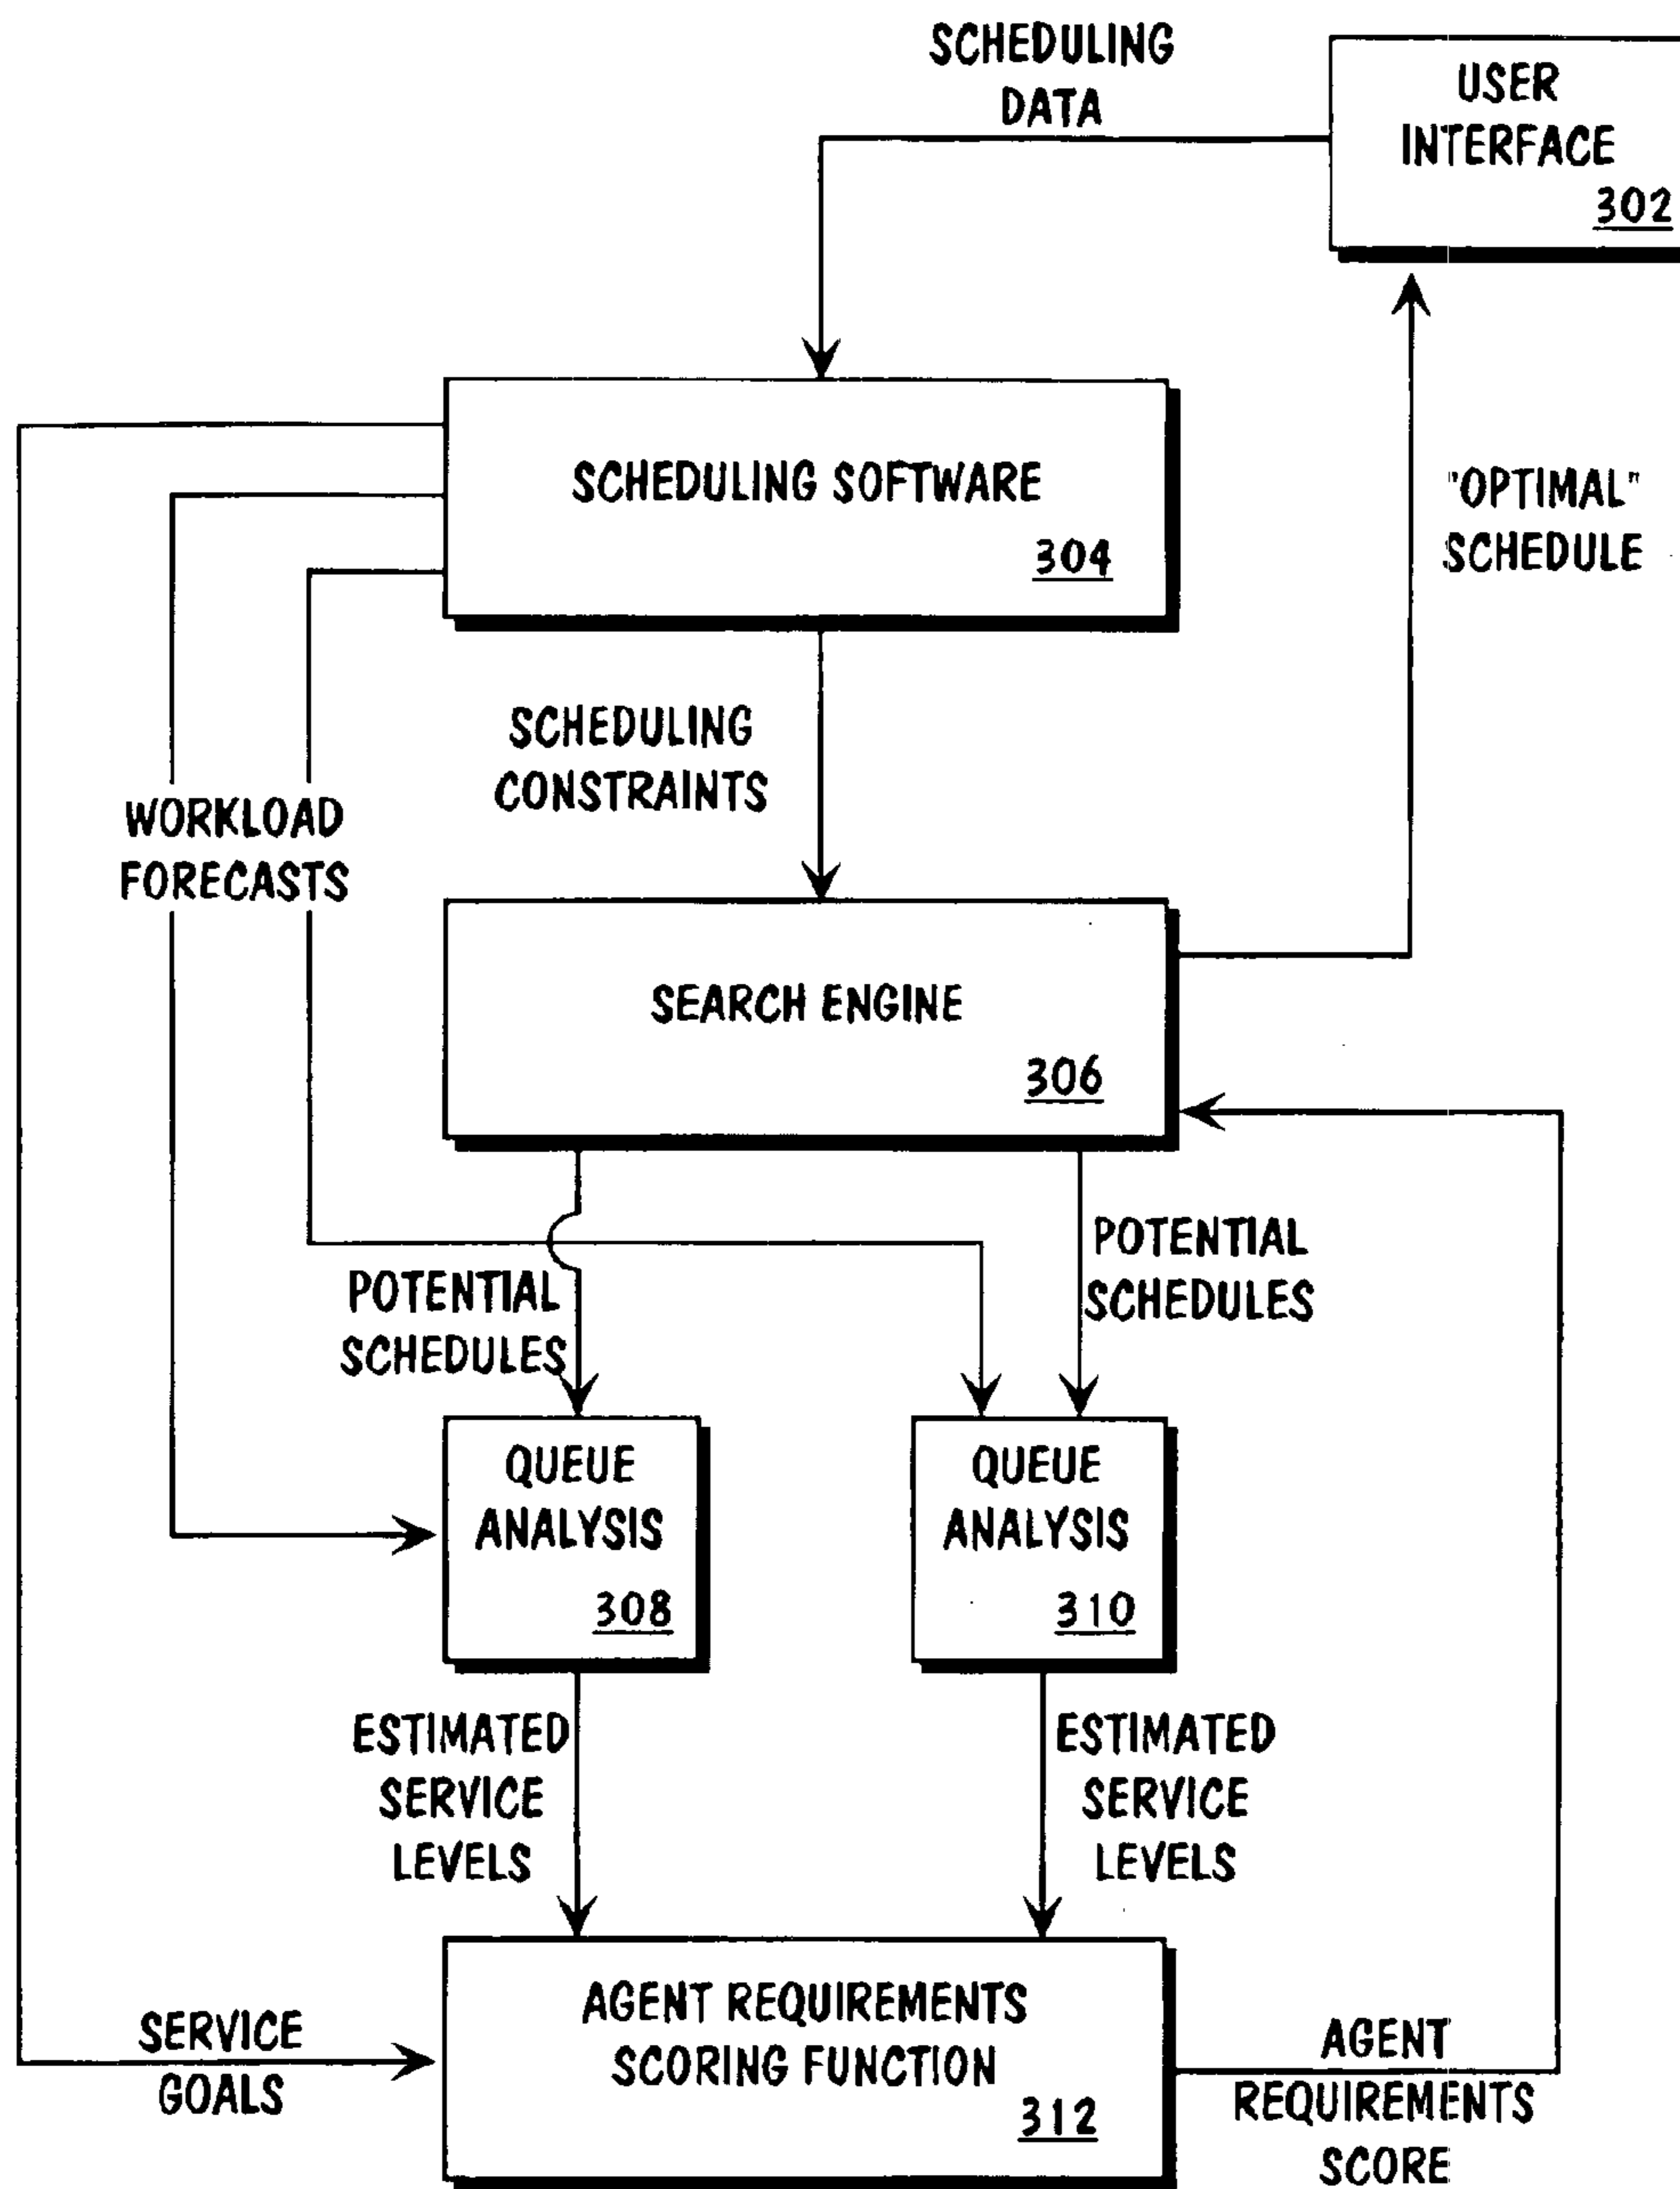 SCHEDULING
DATA
USER
INTERFACE
302
SCHEDULING SOFTWARE
304
"OPTIMAL"
SCHEDULE
SCHEDULING
CONSTRAINTS
WORKLOAD
FORECASTS
SEARCH ENGINE
306
POTENTIAL
SCHEDULES
POTENTIAL
SCHEDULES
QUEUE
ANALYSIS
308
QUEUE
ANALYSIS
310
ESTIMATED
SERVICE
LEVELS
ESTIMATED
SERVICE
LEVELS
AGENT REQUIREMENTS
SCORING FUNCTION
312
SERVICE
GOALS
AGENT
REQUIREMENTS
SCORE